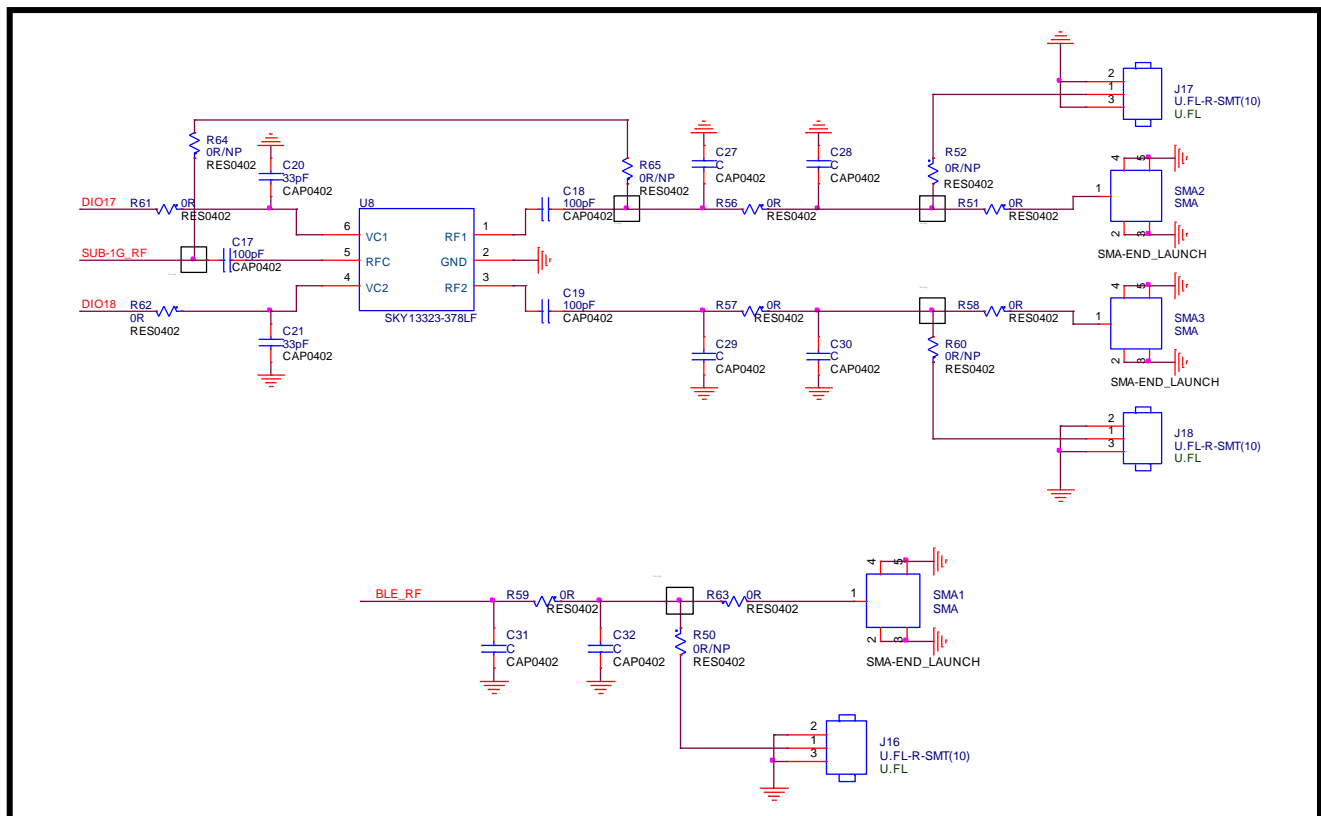 2
1
3
J17
U.FL-R-SMT(10)
U.FL
R64
0R/NP
RES0402
C20
33pF
CAP0402
R65
0R/NP
RES0402
C27
C
CAP0402
C28
C
CAP0402
R52
0R/NP
RES0402
DIO17
R61
0R
RES0402
U8
C18
100pF
CAP0402
R56
0R
RES0402
R51
0R
RES0402
4
5
1
2
3
SMA2
SMA
SMA-END_LAUNCH
SUB-1G_RF
C17
100pF
CAP0402
6
VC1
5
RFC
4
VC2
1
RF1
2
GND
3
RF2
SKY13323-378LF
DIO18
R62
0R
RES0402
C21
33pF
CAP0402
C19
100pF
CAP0402
R57
0R
RES0402
R58
0R
RES0402
4
5
1
2
3
SMA3
SMA
SMA-END_LAUNCH
C29
C
CAP0402
C30
C
CAP0402
R60
0R/NP
RES0402
2
1
3
J18
U.FL-R-SMT(10)
U.FL
BLE_RF
R59
0R
RES0402
R63
0R
RES0402
4
5
1
2
3
SMA1
SMA
SMA-END_LAUNCH
C31
C
CAP0402
C32
C
CAP0402
R50
0R/NP
RES0402
2
1
3
J16
U.FL-R-SMT(10)
U.FL